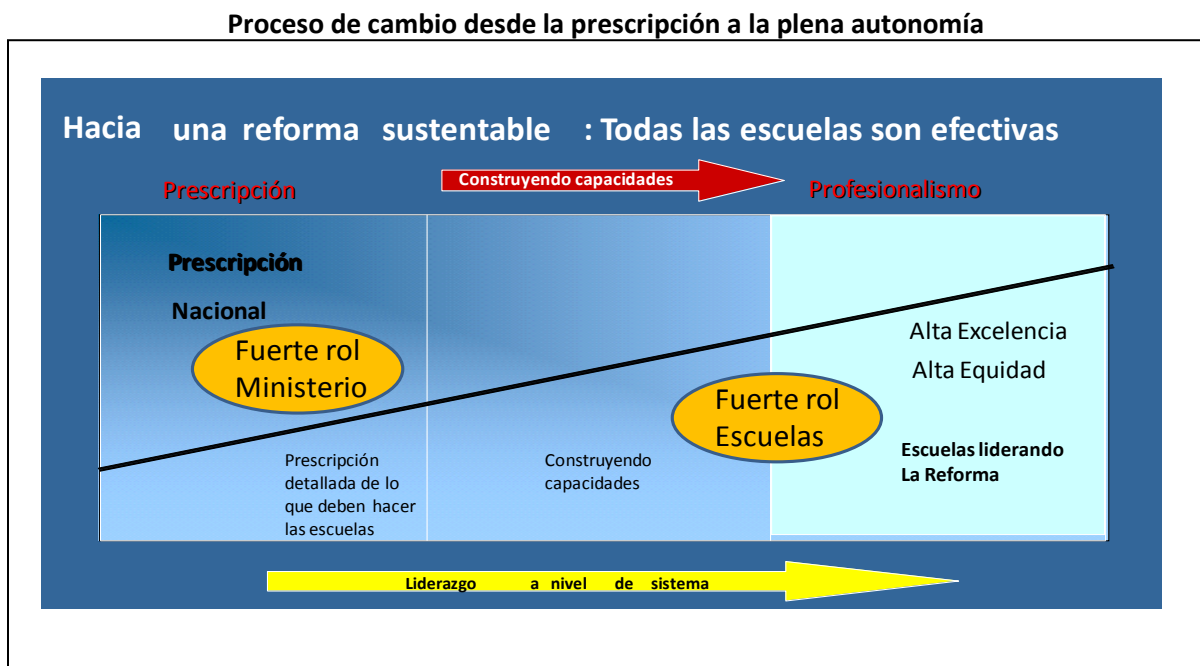 Proceso de cambio desde la prescripción a la plena autonomía
Hacia una reforma sustentable : Todas las escuelas son efectivas
Construyendo capacidades
Prescripción
Profesionalismo
Prescripción
Nacional
Fuerte rol
Ministerio
Alta Excelencia
Alta Equidad
Fuerte rol
Escuelas
Escuelas liderando
La Reforma
Prescripción
detallada de lo
que deben hacer
las escuelas
Construyendo
capacidades
Liderazgo a nivel de sistema